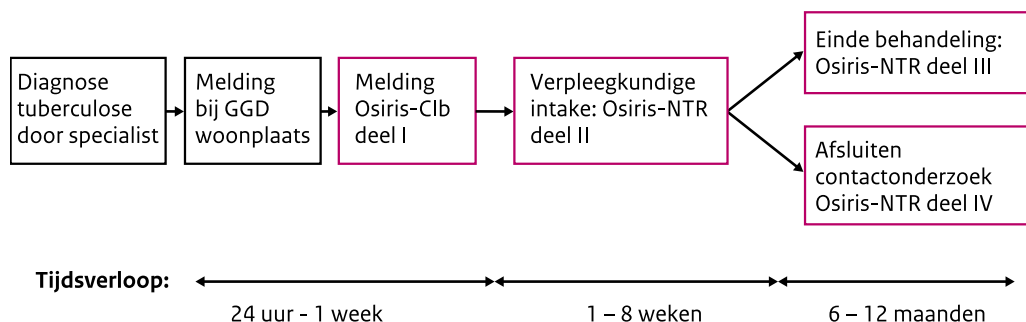 Diagnose
tuberculose
door specialist
Melding
bij GGD
woonplaats
Melding
Osiris-CIb
deel I
Verpleegkundige
intake: Osiris-NTR
deel II
Einde behandeling:
Osiris-NTR deel III
Afsluiten
contactonderzoek
Osiris-NTR deel IV
Tijdsverloop:
24 uur - 1 week
1 – 8 weken
6 – 12 maanden